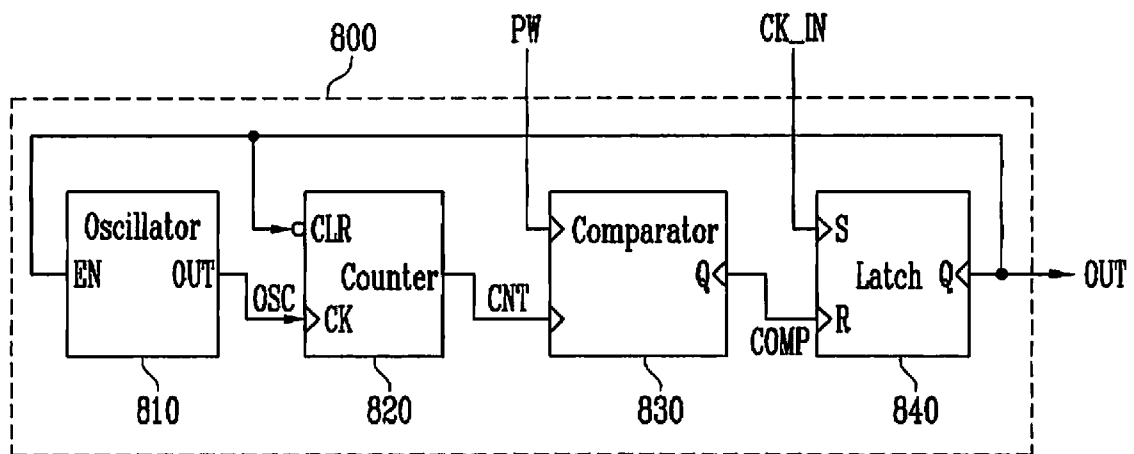 800
PW
CK_IN
Oscillator
EN
OUT
OSC
CLR
Counter
CK
CNT
Comparator
Q
COMP
S
Latch
Q
R
OUT
810
820
830
840